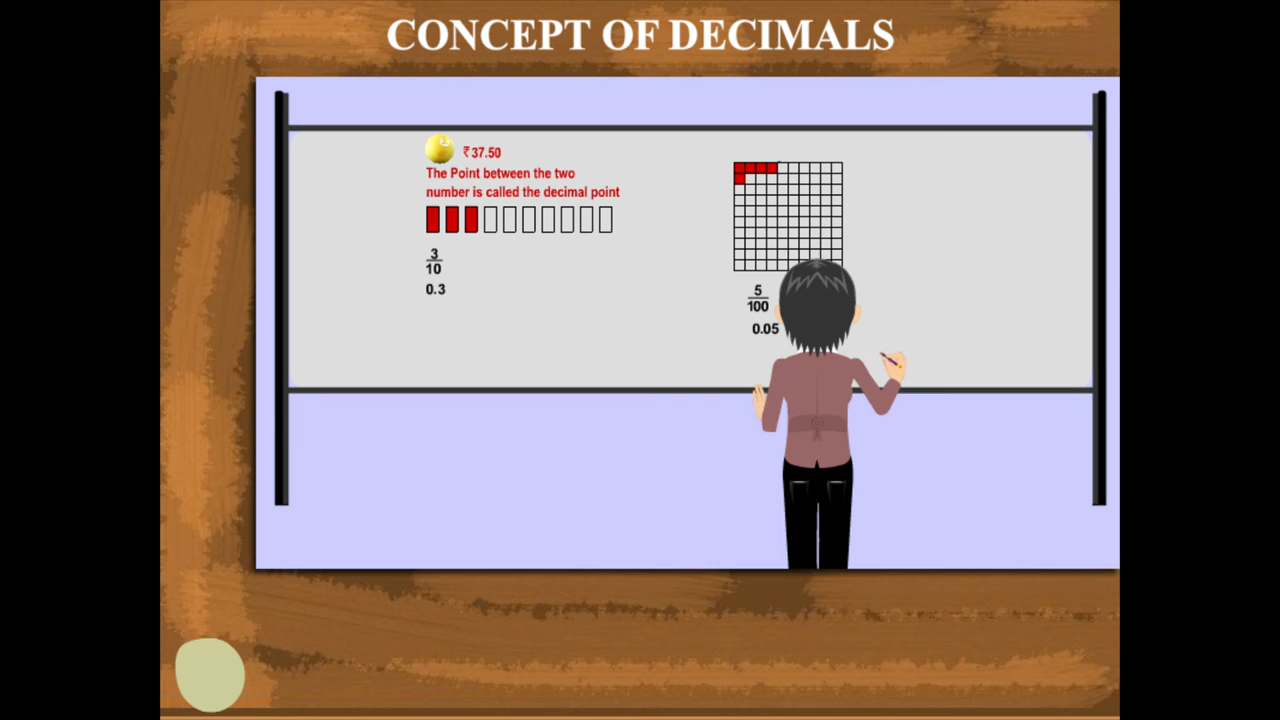 CONCEPT OF DECIMALS
₹37.50
The Point between the two
number is called the decimal point
3
10
0.3
5
100
0.05